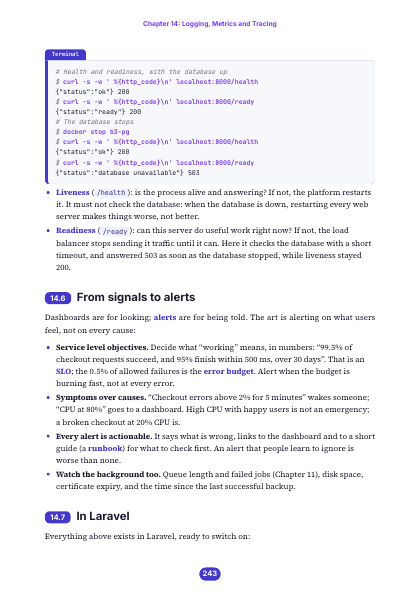 Chapter 14: Logging, Metrics and Tracing
Terminal
# Health and readiness, with the database up
$ curl -s -w ' %{http_code}\n' localhost:8000/health
{"status":"ok"} 200
$ curl -s -w ' %{http_code}\n' localhost:8000/ready
{"status":"ready"} 200
# The database stops
$ docker stop b3-pg
$ curl -s -w ' %{http_code}\n' localhost:8000/health
{"status":"ok"} 200
$ curl -s -w ' %{http_code}\n' localhost:8000/ready
{"status":"database unavailable"} 503
• Liveness ( /health ): is the process alive and answering? If not, the platform restarts
it. It must not check the database: when the database is down, restarting every web
server makes things worse, not better.
• Readiness ( /ready ): can this server do useful work right now? If not, the load
balancer stops sending it traffic until it can. Here it checks the database with a short
timeout, and answered 503 as soon as the database stopped, while liveness stayed
200.
14.6 From signals to alerts
Dashboards are for looking; alerts are for being told. The art is alerting on what users
feel, not on every cause:
• Service level objectives. Decide what “working” means, in numbers: “99.5% of
checkout requests succeed, and 95% finish within 500 ms, over 30 days”. That is an
SLO; the 0.5% of allowed failures is the error budget. Alert when the budget is
burning fast, not at every error.
• Symptoms over causes. “Checkout errors above 2% for 5 minutes” wakes someone;
“CPU at 80%” goes to a dashboard. High CPU with happy users is not an emergency;
a broken checkout at 20% CPU is.
• Every alert is actionable. It says what is wrong, links to the dashboard and to a short
guide (a runbook) for what to check first. An alert that people learn to ignore is
worse than none.
• Watch the background too. Queue length and failed jobs (Chapter 11), disk space,
certificate expiry, and the time since the last successful backup.
14.7 In Laravel
Everything above exists in Laravel, ready to switch on:
243